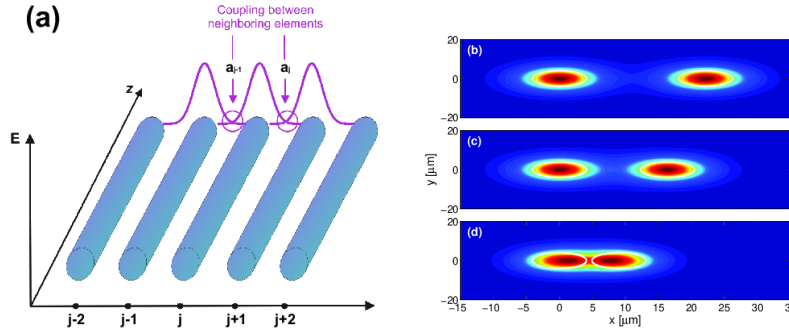 (a)
Coupling between
neighboring elements
a_{j-1} a_j
z
E
j-2 j-1 j j+1 j+2
(b)
20
0
-20
(c)
20
0
-20
y [μm]
(d)
20
0
-20
-15 -10 -5 0 5 10 15 20 25 30 35
x [μm]